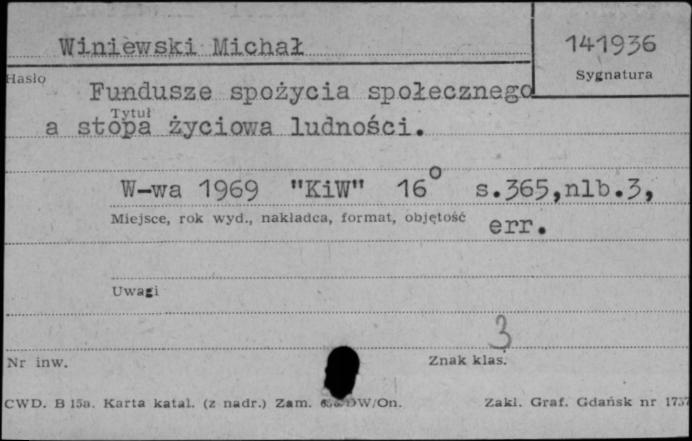 Winiewski Michał
141936
Hasło
Sygnatura
Fundusze spożycia społecznego
Tytuł
a stopa życiowa ludności.
W-wa 1969 "KiW" 16° s.365,nlb.3,
Miejsce, rok wyd., nakładca, format, objętość
err.
Uwagi
3
Nr inw.
Znak klas.
CWD. B 15a. Karta katal. (z nadr.) Zam. DW/On.
Zakł. Graf. Gdańsk nr